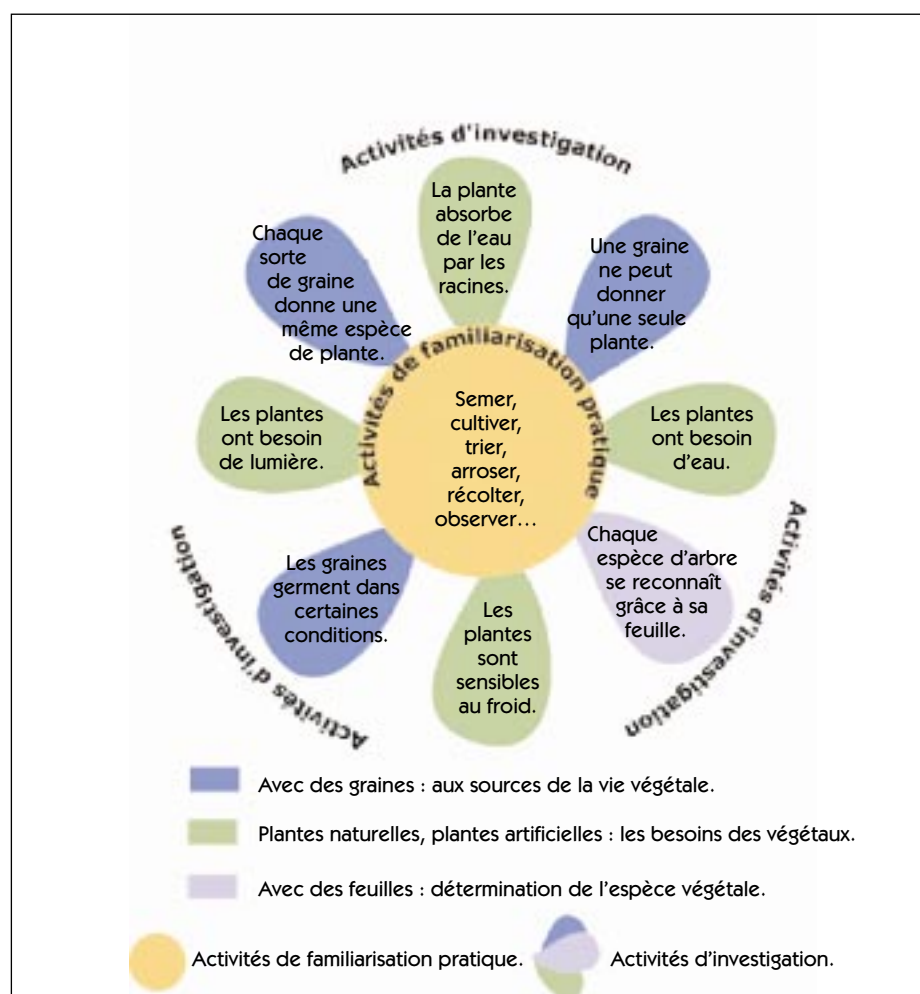 Activités d'investigation
La plante
absorbe
de l'eau
par les
racines.
Chaque
sorte
de graine
donne une
même espèce
de plante.
Une graine
ne peut
donner
qu'une seule
plante.
Activités de familiarisation pratique
Semer,
cultiver,
trier,
arroser,
récolter,
observer…
Les plantes
ont besoin
de lumière.
Les plantes
ont besoin
d'eau.
Les graines
germent dans
certaines
conditions.
Les
plantes
sont
sensibles
au froid.
Chaque
espèce d'arbre
se reconnaît
grâce à sa
feuille.
Activités d'investigation
Activités d'investigation
Avec des graines : aux sources de la vie végétale.
Plantes naturelles, plantes artificielles : les besoins des végétaux.
Avec des feuilles : détermination de l'espèce végétale.
Activités de familiarisation pratique.
Activités d'investigation.